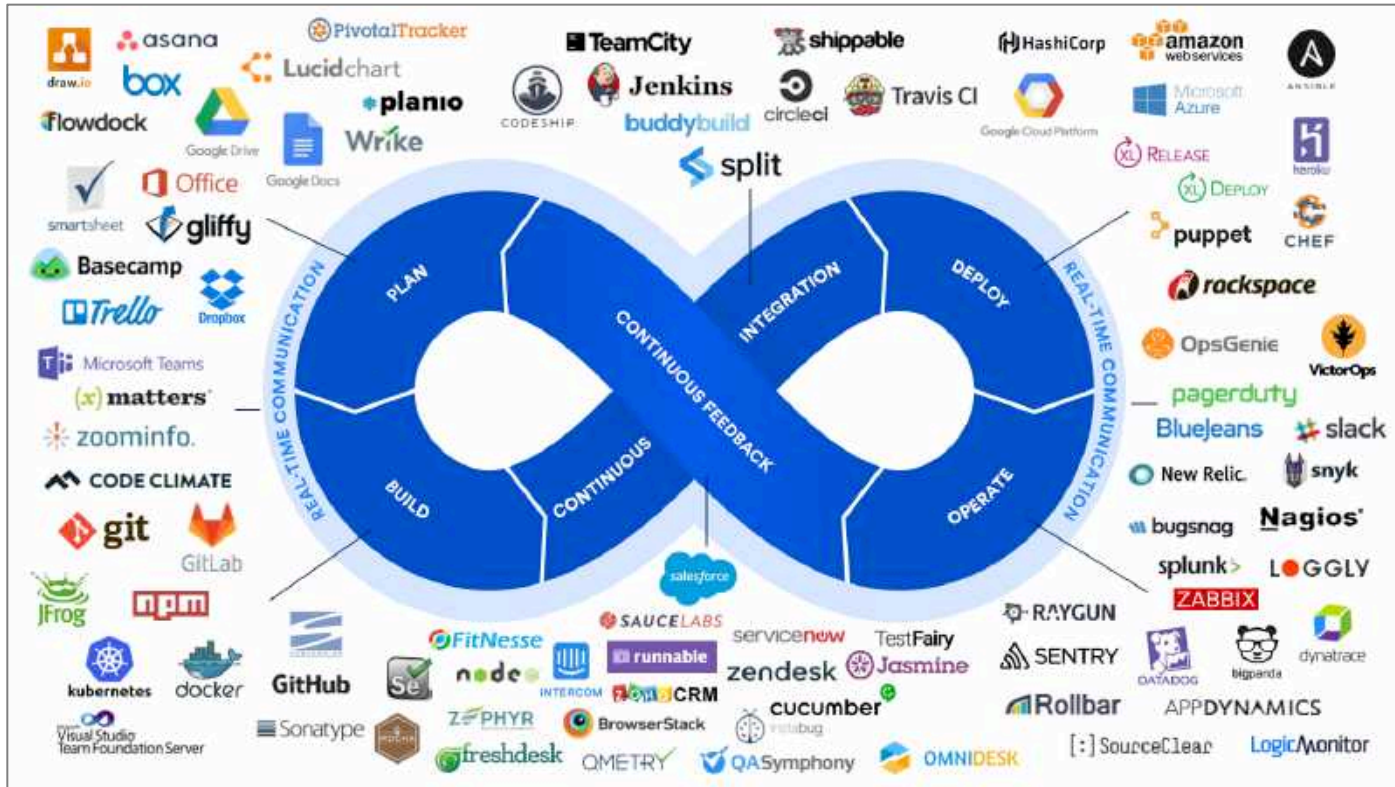 PivotalTracker
asana
TeamCity
shippable
HashiCorp
amazon
webservices
draw.io
box
Lucidchart
Jenkins
Travis CI
ANSIBLE
Microsoft
Azure
flowdock
planio
CODESHIP
buddybuild
circleci
Google Cloud Platform
Google Drive
Wrike
split
XL RELEASE
heroku
Office
Google Docs
XL DEPLOY
smartsheet
gliffy
puppet
CHEF
Basecamp
rackspace
Trello
Dropbox
PLAN
CONTINUOUS FEEDBACK
INTEGRATION
DEPLOY
REAL-TIME COMMUNICATION
REAL-TIME COMMUNICATION
OpsGenie
VictorOps
Microsoft Teams
(x) matters
pagerduty
zoominfo.
BlueJeans
slack
CODE CLIMATE
BUILD
CONTINUOUS
OPERATE
New Relic.
snyk
git
GitLab
bugsnag
Nagios
splunk>
LOGGLY
JFrog
npm
salesforce
ZABBIX
SAUCELABS
RAYGUN
FitNesse
servicenow
TestFairy
kubernetes
docker
GitHub
Se
node
INTERCOM
runnable
zendesk
Jasmine
SENTRY
DATADOG
bigpanda
dynatrace
ZOHO CRM
cucumber
Visual Studio
Team Foundation Server
Sonatype
MOCHA
ZEPHYR
BrowserStack
instabug
Rollbar
APPDYNAMICS
freshdesk
QMETRY
QASymphony
OMNIDESK
[:] SourceClear
LogicMonitor